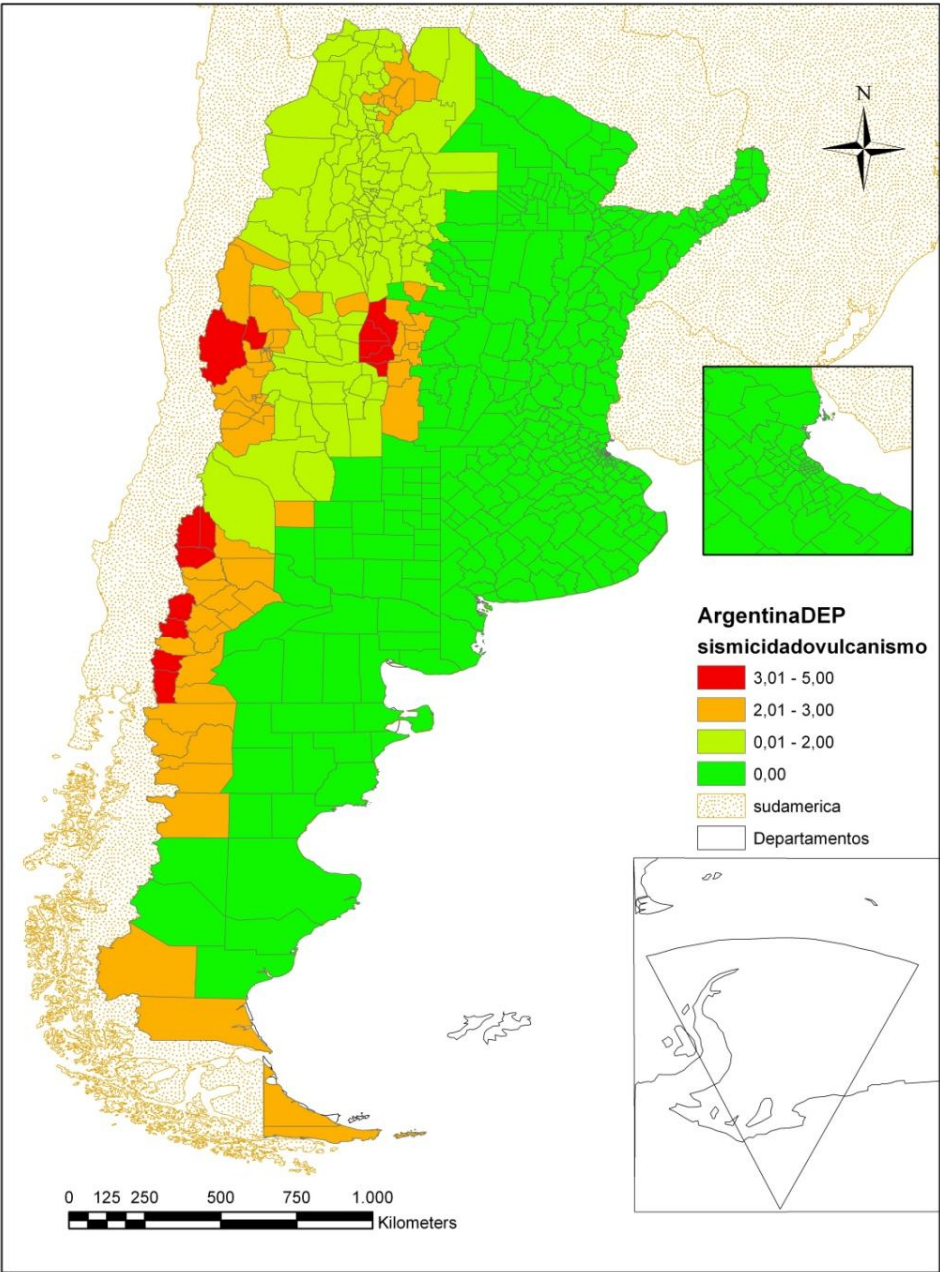 N
ArgentinaDEP
sismicidadovulcanismo
3,01 - 5,00
2,01 - 3,00
0,01 - 2,00
0,00
sudamerica
Departamentos
0 125 250 500 750 1.000
Kilometers